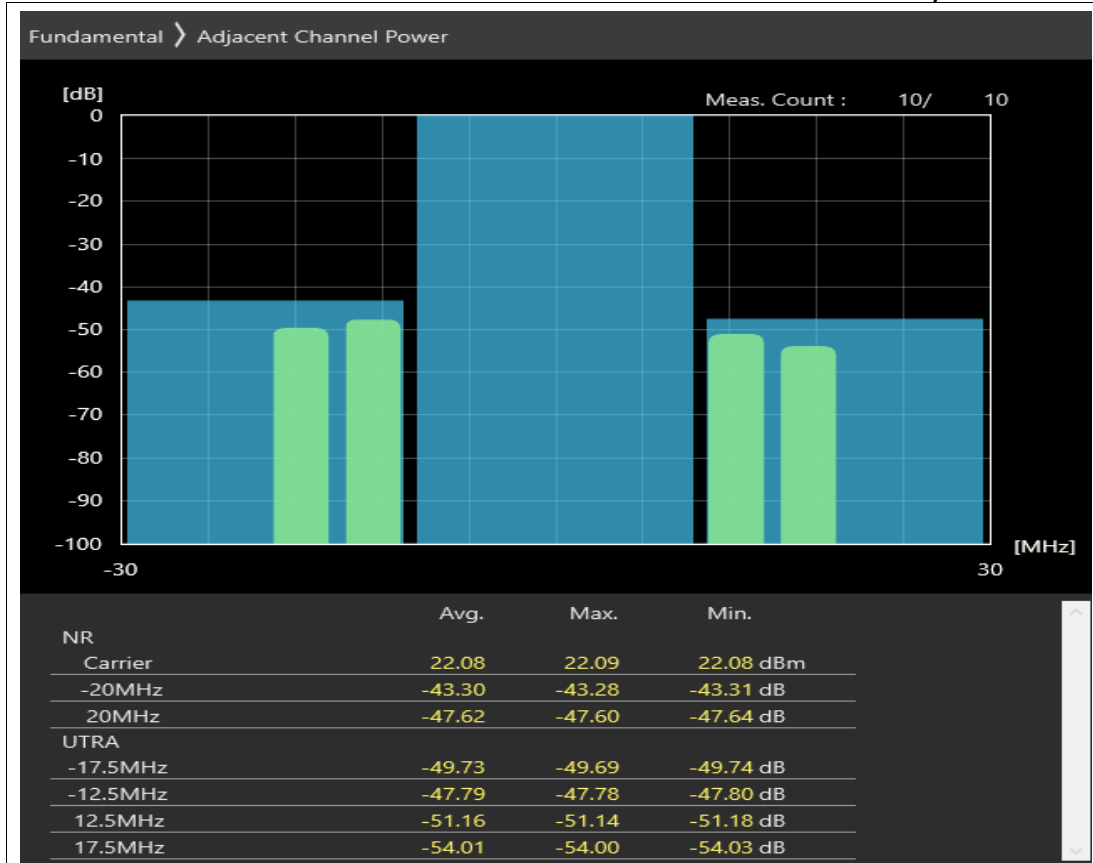 Fundamental ❯ Adjacent Channel Power
[dB]
Meas. Count : 10/ 10
0
-10
-20
-30
-40
-50
-60
-70
-80
-90
-100
[MHz]
-30 30
Avg. Max. Min.
NR
Carrier 22.08 22.09 22.08 dBm
-20MHz -43.30 -43.28 -43.31 dB
20MHz -47.62 -47.60 -47.64 dB
UTRA
-17.5MHz -49.73 -49.69 -49.74 dB
-12.5MHz -47.79 -47.78 -47.80 dB
12.5MHz -51.16 -51.14 -51.18 dB
17.5MHz -54.01 -54.00 -54.03 dB